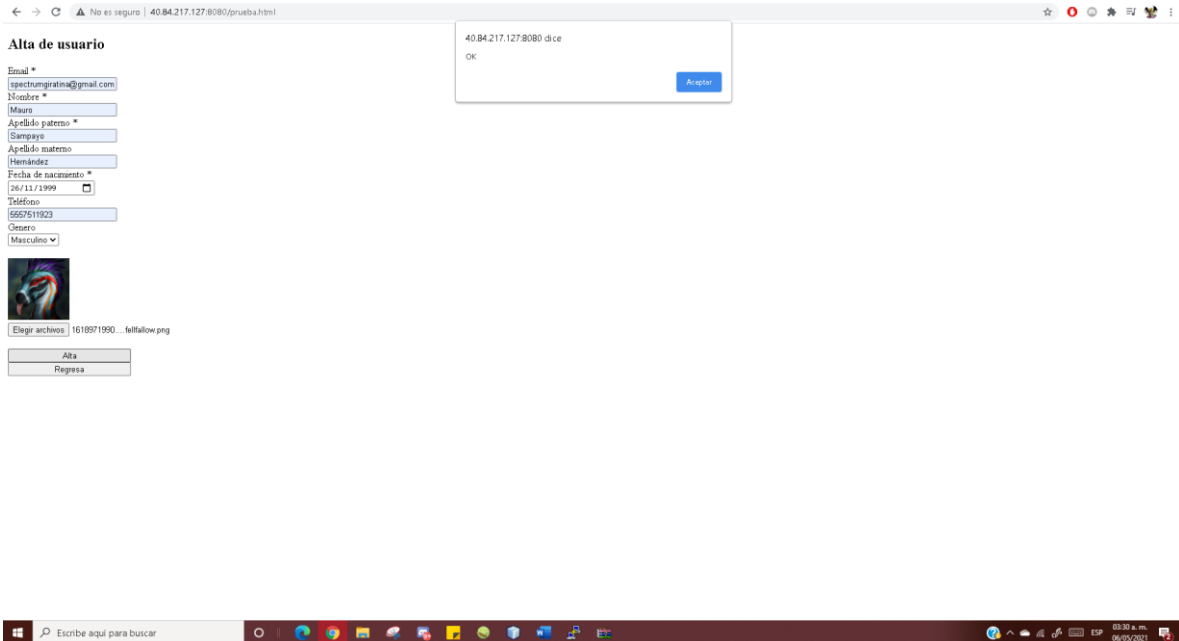 No es seguro | 40.84.217.127:8080/prueba.html
40.84.217.127:8080 dice
OK
Aceptar
Alta de usuario
Email *
spectrumgiratina@gmail.com
Nombre *
Mauro
Apellido paterno *
Sampayo
Apellido materno
Hernández
Fecha de nacimiento *
26/11/1999
Teléfono
5557511923
Genero
Masculino
Elegir archivos 1618971990....fellfallow.png
Alta
Regresa
Escribe aquí para buscar
ESP
03:30 a. m.
06/05/2021